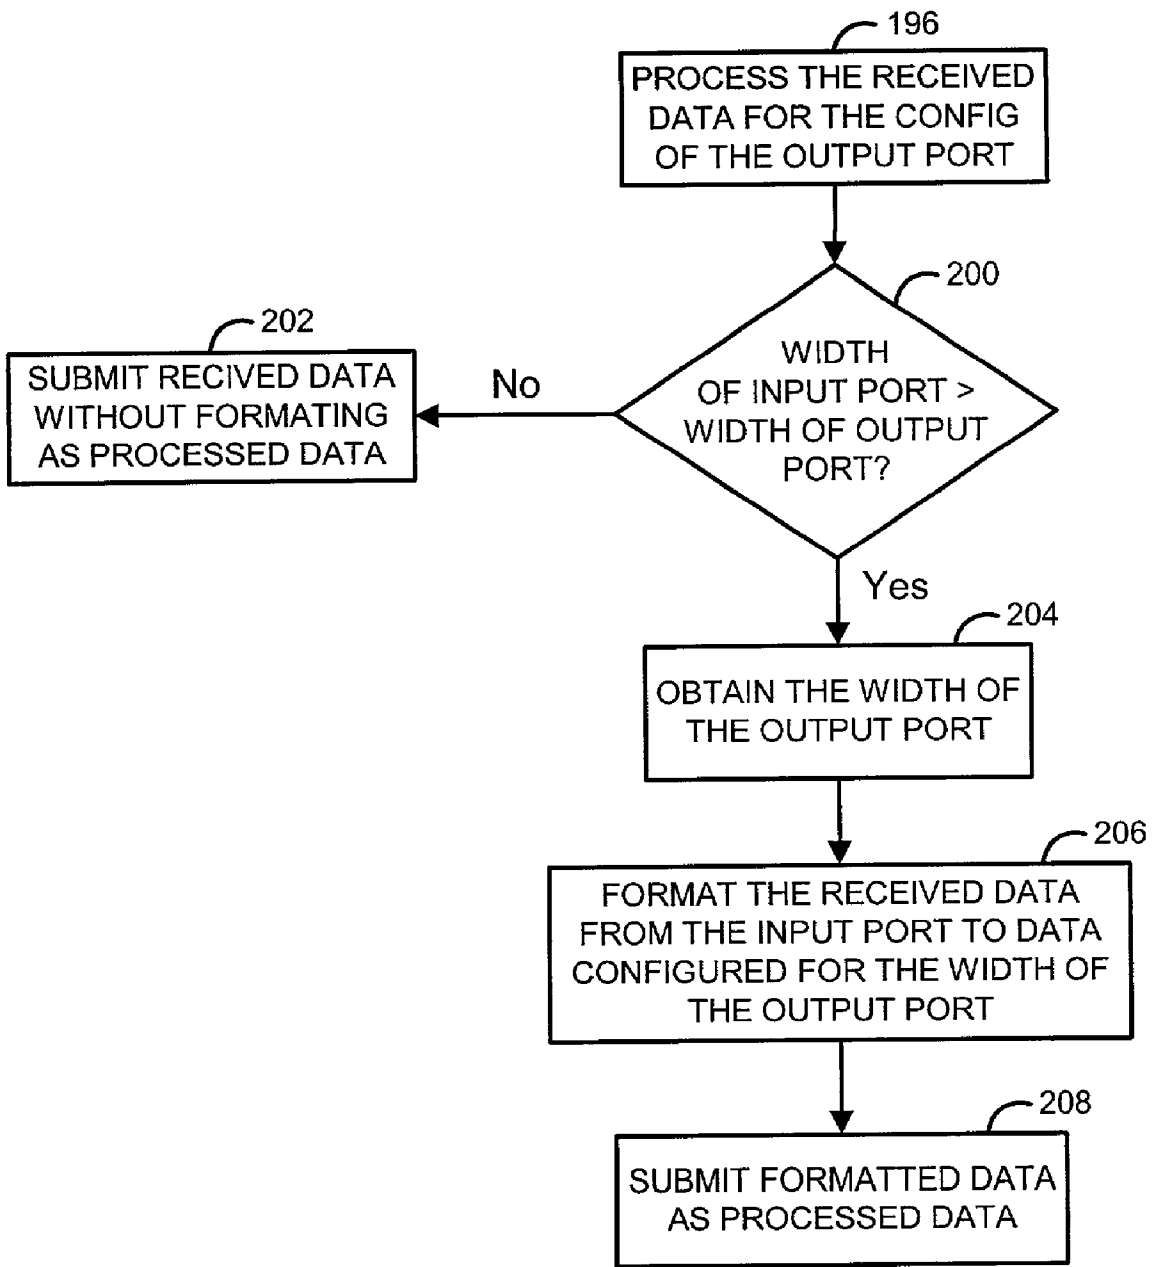 196
PROCESS THE RECEIVED
DATA FOR THE CONFIG
OF THE OUTPUT PORT
200
WIDTH
OF INPUT PORT >
WIDTH OF OUTPUT
PORT?
No
202
SUBMIT RECIVED DATA
WITHOUT FORMATING
AS PROCESSED DATA
Yes
204
OBTAIN THE WIDTH OF
THE OUTPUT PORT
206
FORMAT THE RECEIVED DATA
FROM THE INPUT PORT TO DATA
CONFIGURED FOR THE WIDTH OF
THE OUTPUT PORT
208
SUBMIT FORMATTED DATA
AS PROCESSED DATA